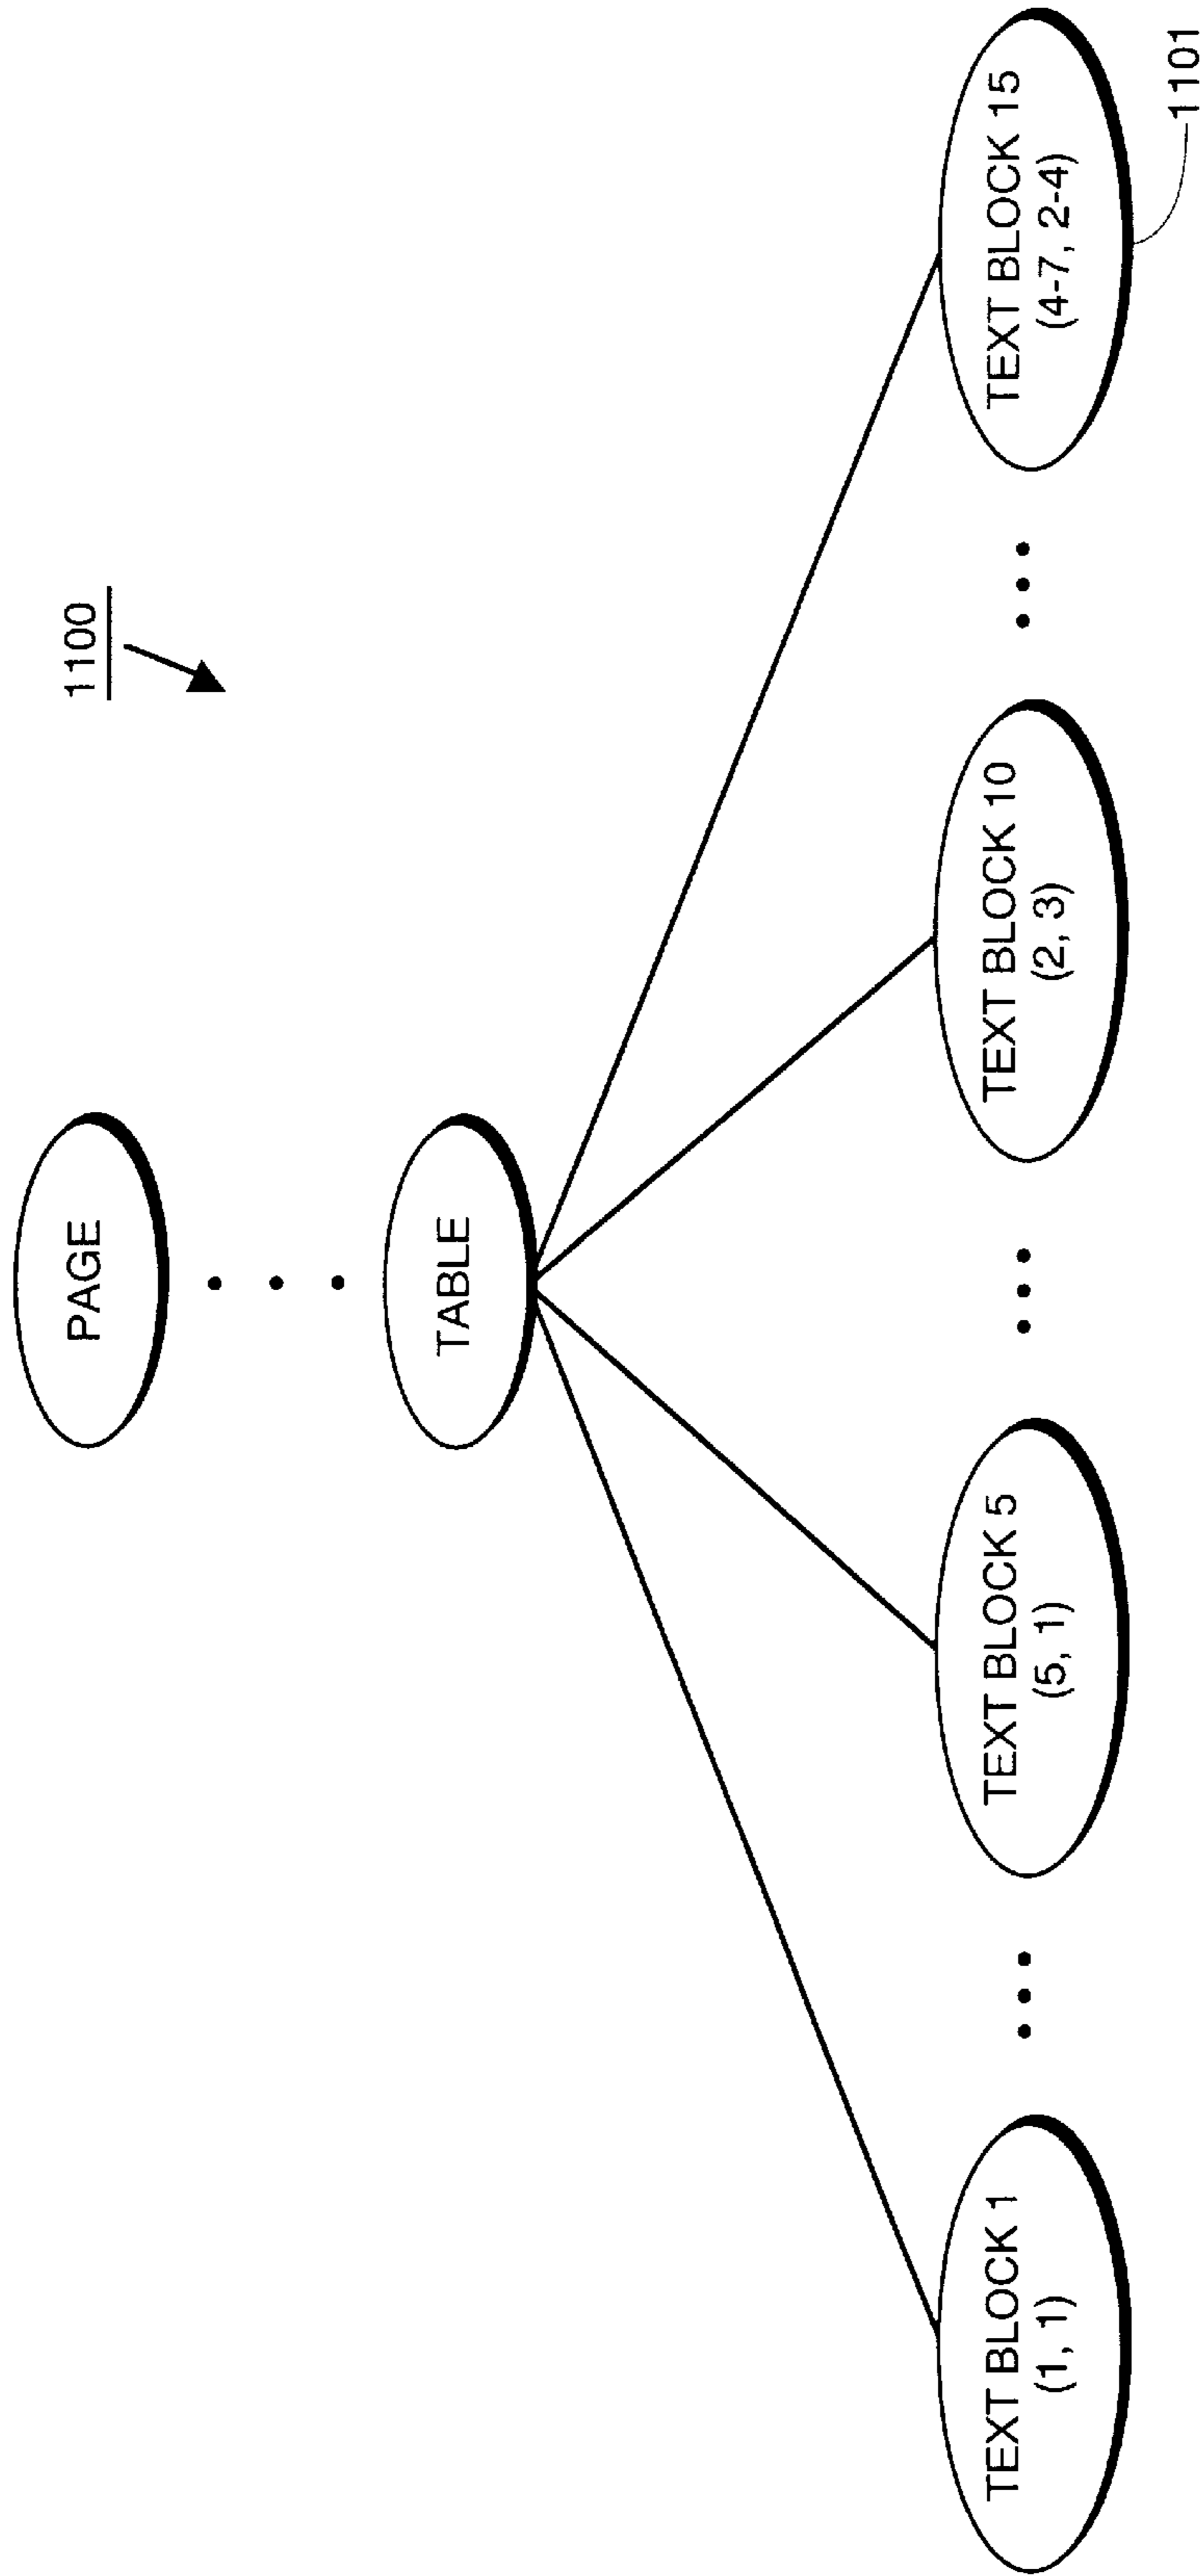 1100
PAGE
TABLE
TEXT BLOCK 1
(1, 1)
TEXT BLOCK 5
(5, 1)
TEXT BLOCK 10
(2, 3)
TEXT BLOCK 15
(4-7, 2-4)
1101